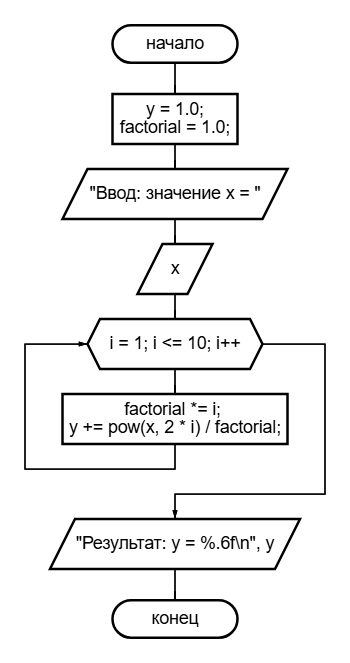 начало
y = 1.0;
factorial = 1.0;
"Ввод: значение x = "
x
i = 1; i <= 10; i++
factorial *= i;
y += pow(x, 2 * i) / factorial;
"Результат: y = %.6f\n", y
конец